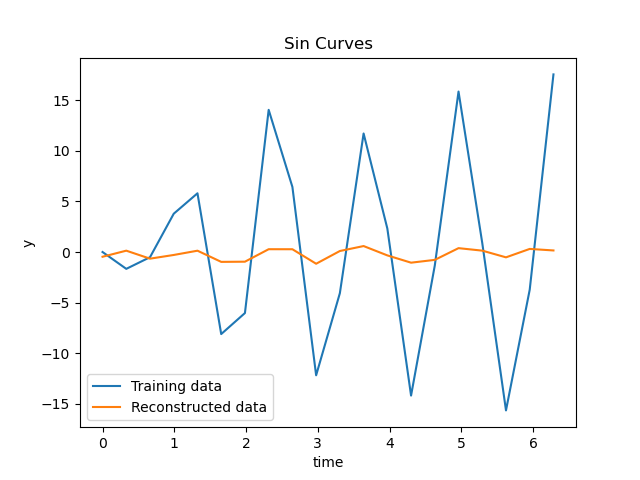 Sin Curves
y
15
10
5
0
−5
−10
−15
Training data
Reconstructed data
0 1 2 3 4 5 6
time